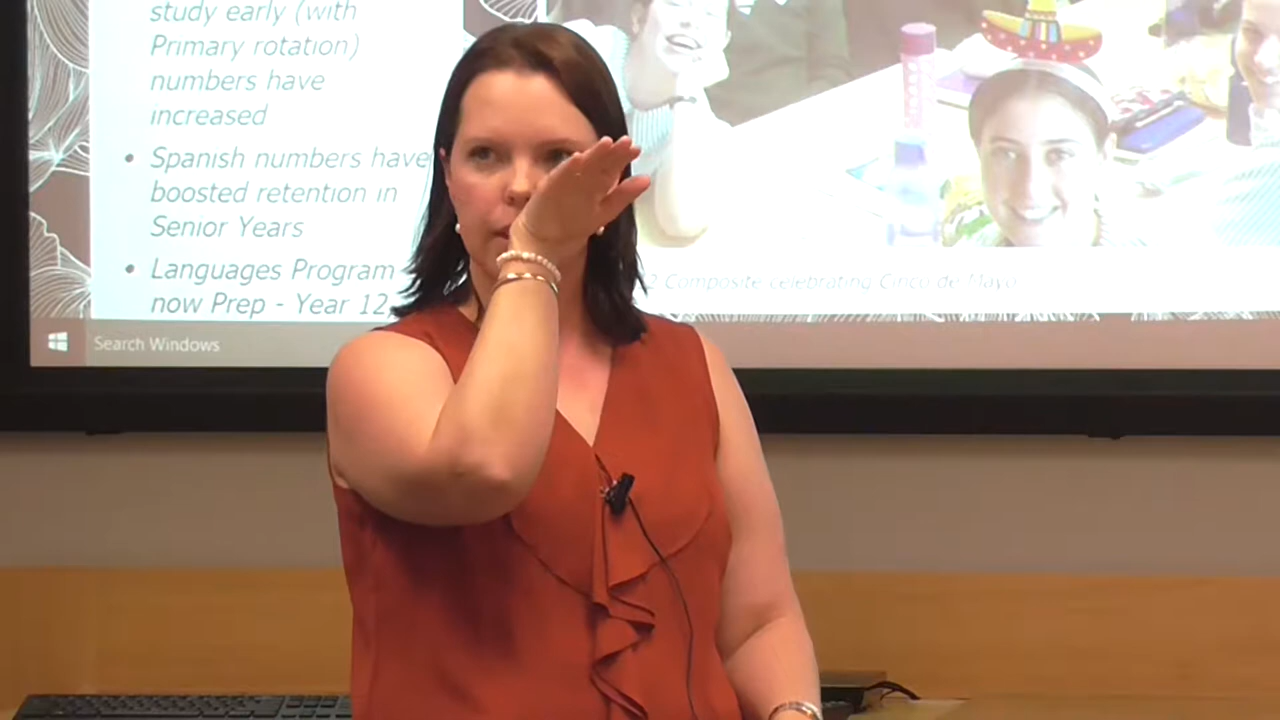 study early (with
Primary rotation)
numbers have
increased
• Spanish numbers have
boosted retention in
Senior Years
• Languages Program
now Prep - Year 12
2 Composite celebrating Cinco de Mayo
Search Windows